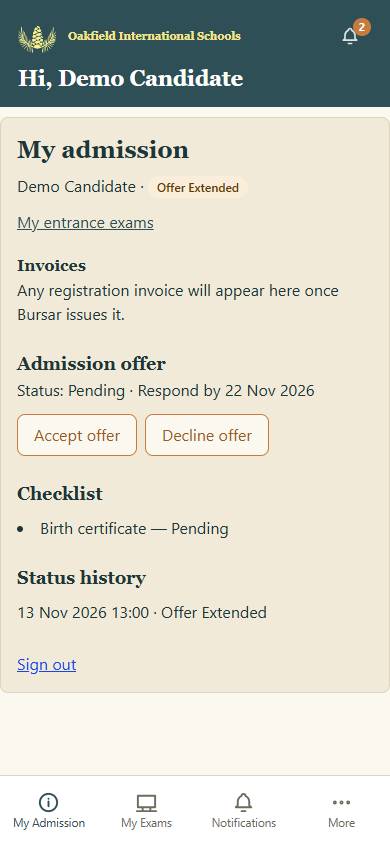 Oakfield International Schools
2
Hi, Demo Candidate
My admission
Demo Candidate · Offer Extended
My entrance exams
Invoices
Any registration invoice will appear here once
Bursar issues it.
Admission offer
Status: Pending · Respond by 22 Nov 2026
Accept offer Decline offer
Checklist
• Birth certificate — Pending
Status history
13 Nov 2026 13:00 · Offer Extended
Sign out
My Admission My Exams Notifications More